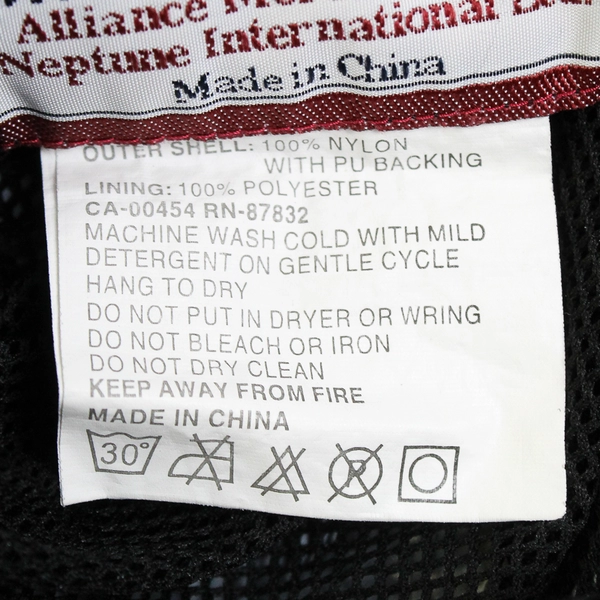 Alliance
Neptune International
Made in China
OUTER SHELL: 100% NYLON
WITH PU BACKING
LINING: 100% POLYESTER
CA-00454 RN-87832
MACHINE WASH COLD WITH MILD
DETERGENT ON GENTLE CYCLE
HANG TO DRY
DO NOT PUT IN DRYER OR WRING
DO NOT BLEACH OR IRON
DO NOT DRY CLEAN
KEEP AWAY FROM FIRE
MADE IN CHINA
30° P